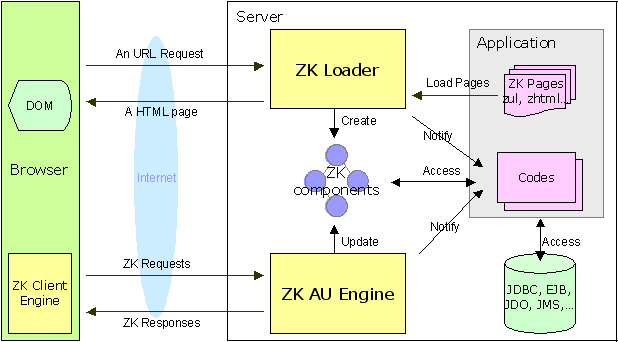 Server
An URL Request
ZK Loader
Application
DOM
A HTML page
Load Pages
ZK Pages
zul, zhtml...
Create
Notify
Browser
Internet
ZK
components
Access
Codes
Notify
Update
Access
ZK Requests
ZK Client
Engine
ZK AU Engine
JDBC, EJB,
JDO, JMS,...
ZK Responses